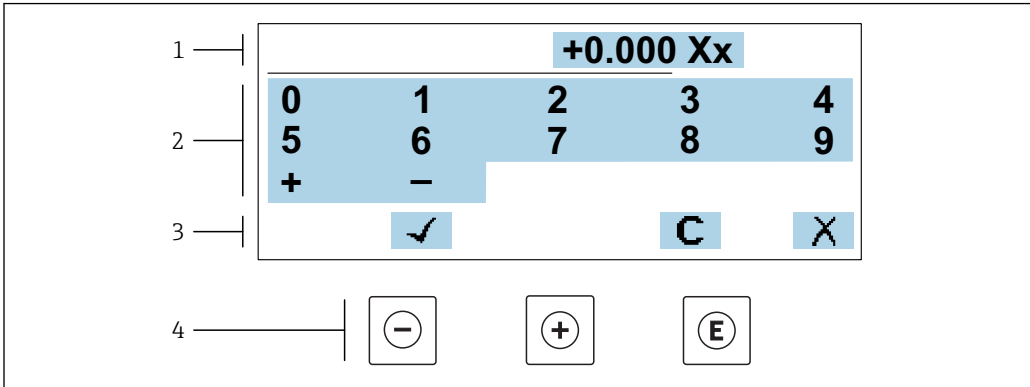 1 +0.000 Xx
0 1 2 3 4
2 5 6 7 8 9
+ −
3 ✓ C X
4 − + E